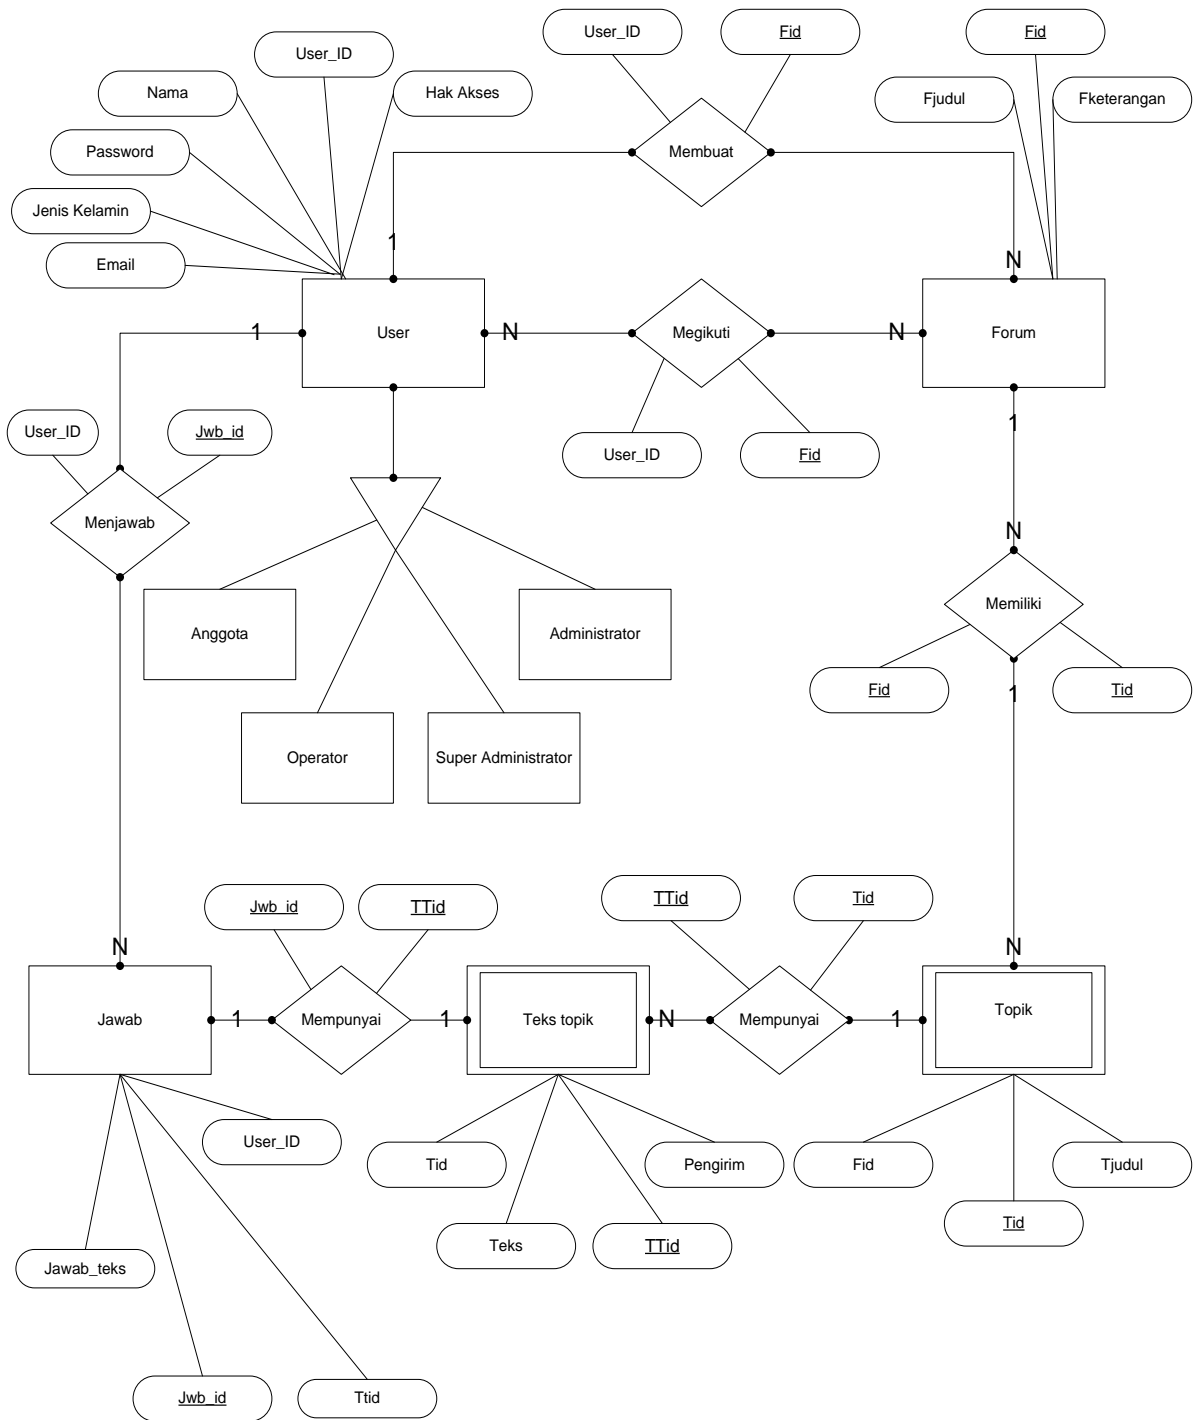 User_ID
Fid
Fid
User_ID
Nama
Hak Akses
Fjudul
Fketerangan
Password
Membuat
Jenis Kelamin
Email
1
N
1
User
N
Megikuti
N
Forum
User_ID
Jwb_id
User_ID
Fid
1
Menjawab
N
Anggota
Administrator
Memiliki
Fid
Tid
1
Operator
Super Administrator
Jwb_id
TTid
TTid
Tid
N
N
Jawab
1
Mempunyai
1
Teks topik
N
Mempunyai
1
Topik
User_ID
Tid
Pengirim
Fid
Tjudul
Tid
Jawab_teks
Teks
TTid
Jwb_id
Ttid